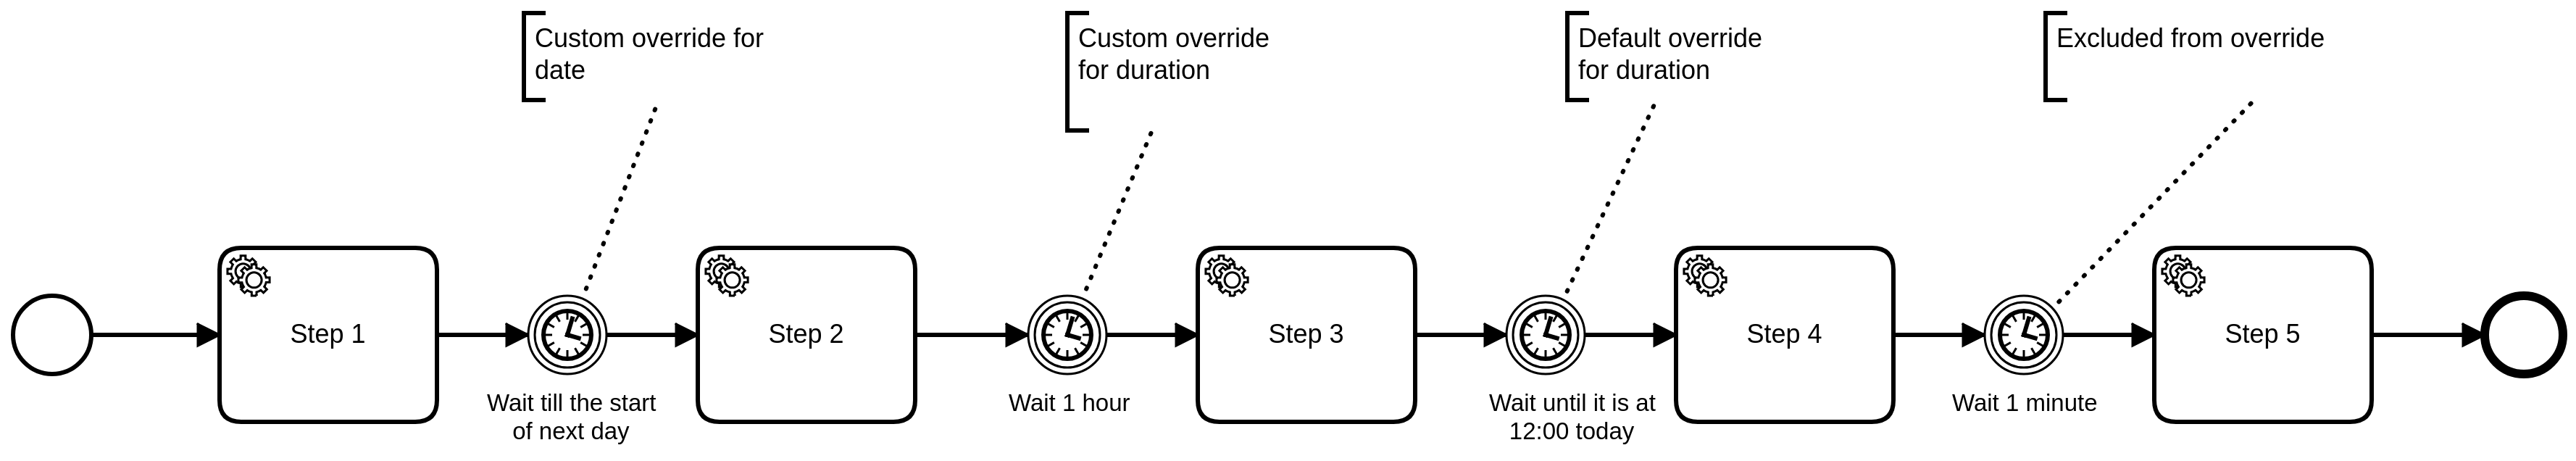 Custom override for
date
Custom override
for duration
Default override
for duration
Excluded from override
Step 1
Step 2
Step 3
Step 4
Step 5
Wait till the start
of next day
Wait 1 hour
Wait until it is at
12:00 today
Wait 1 minute